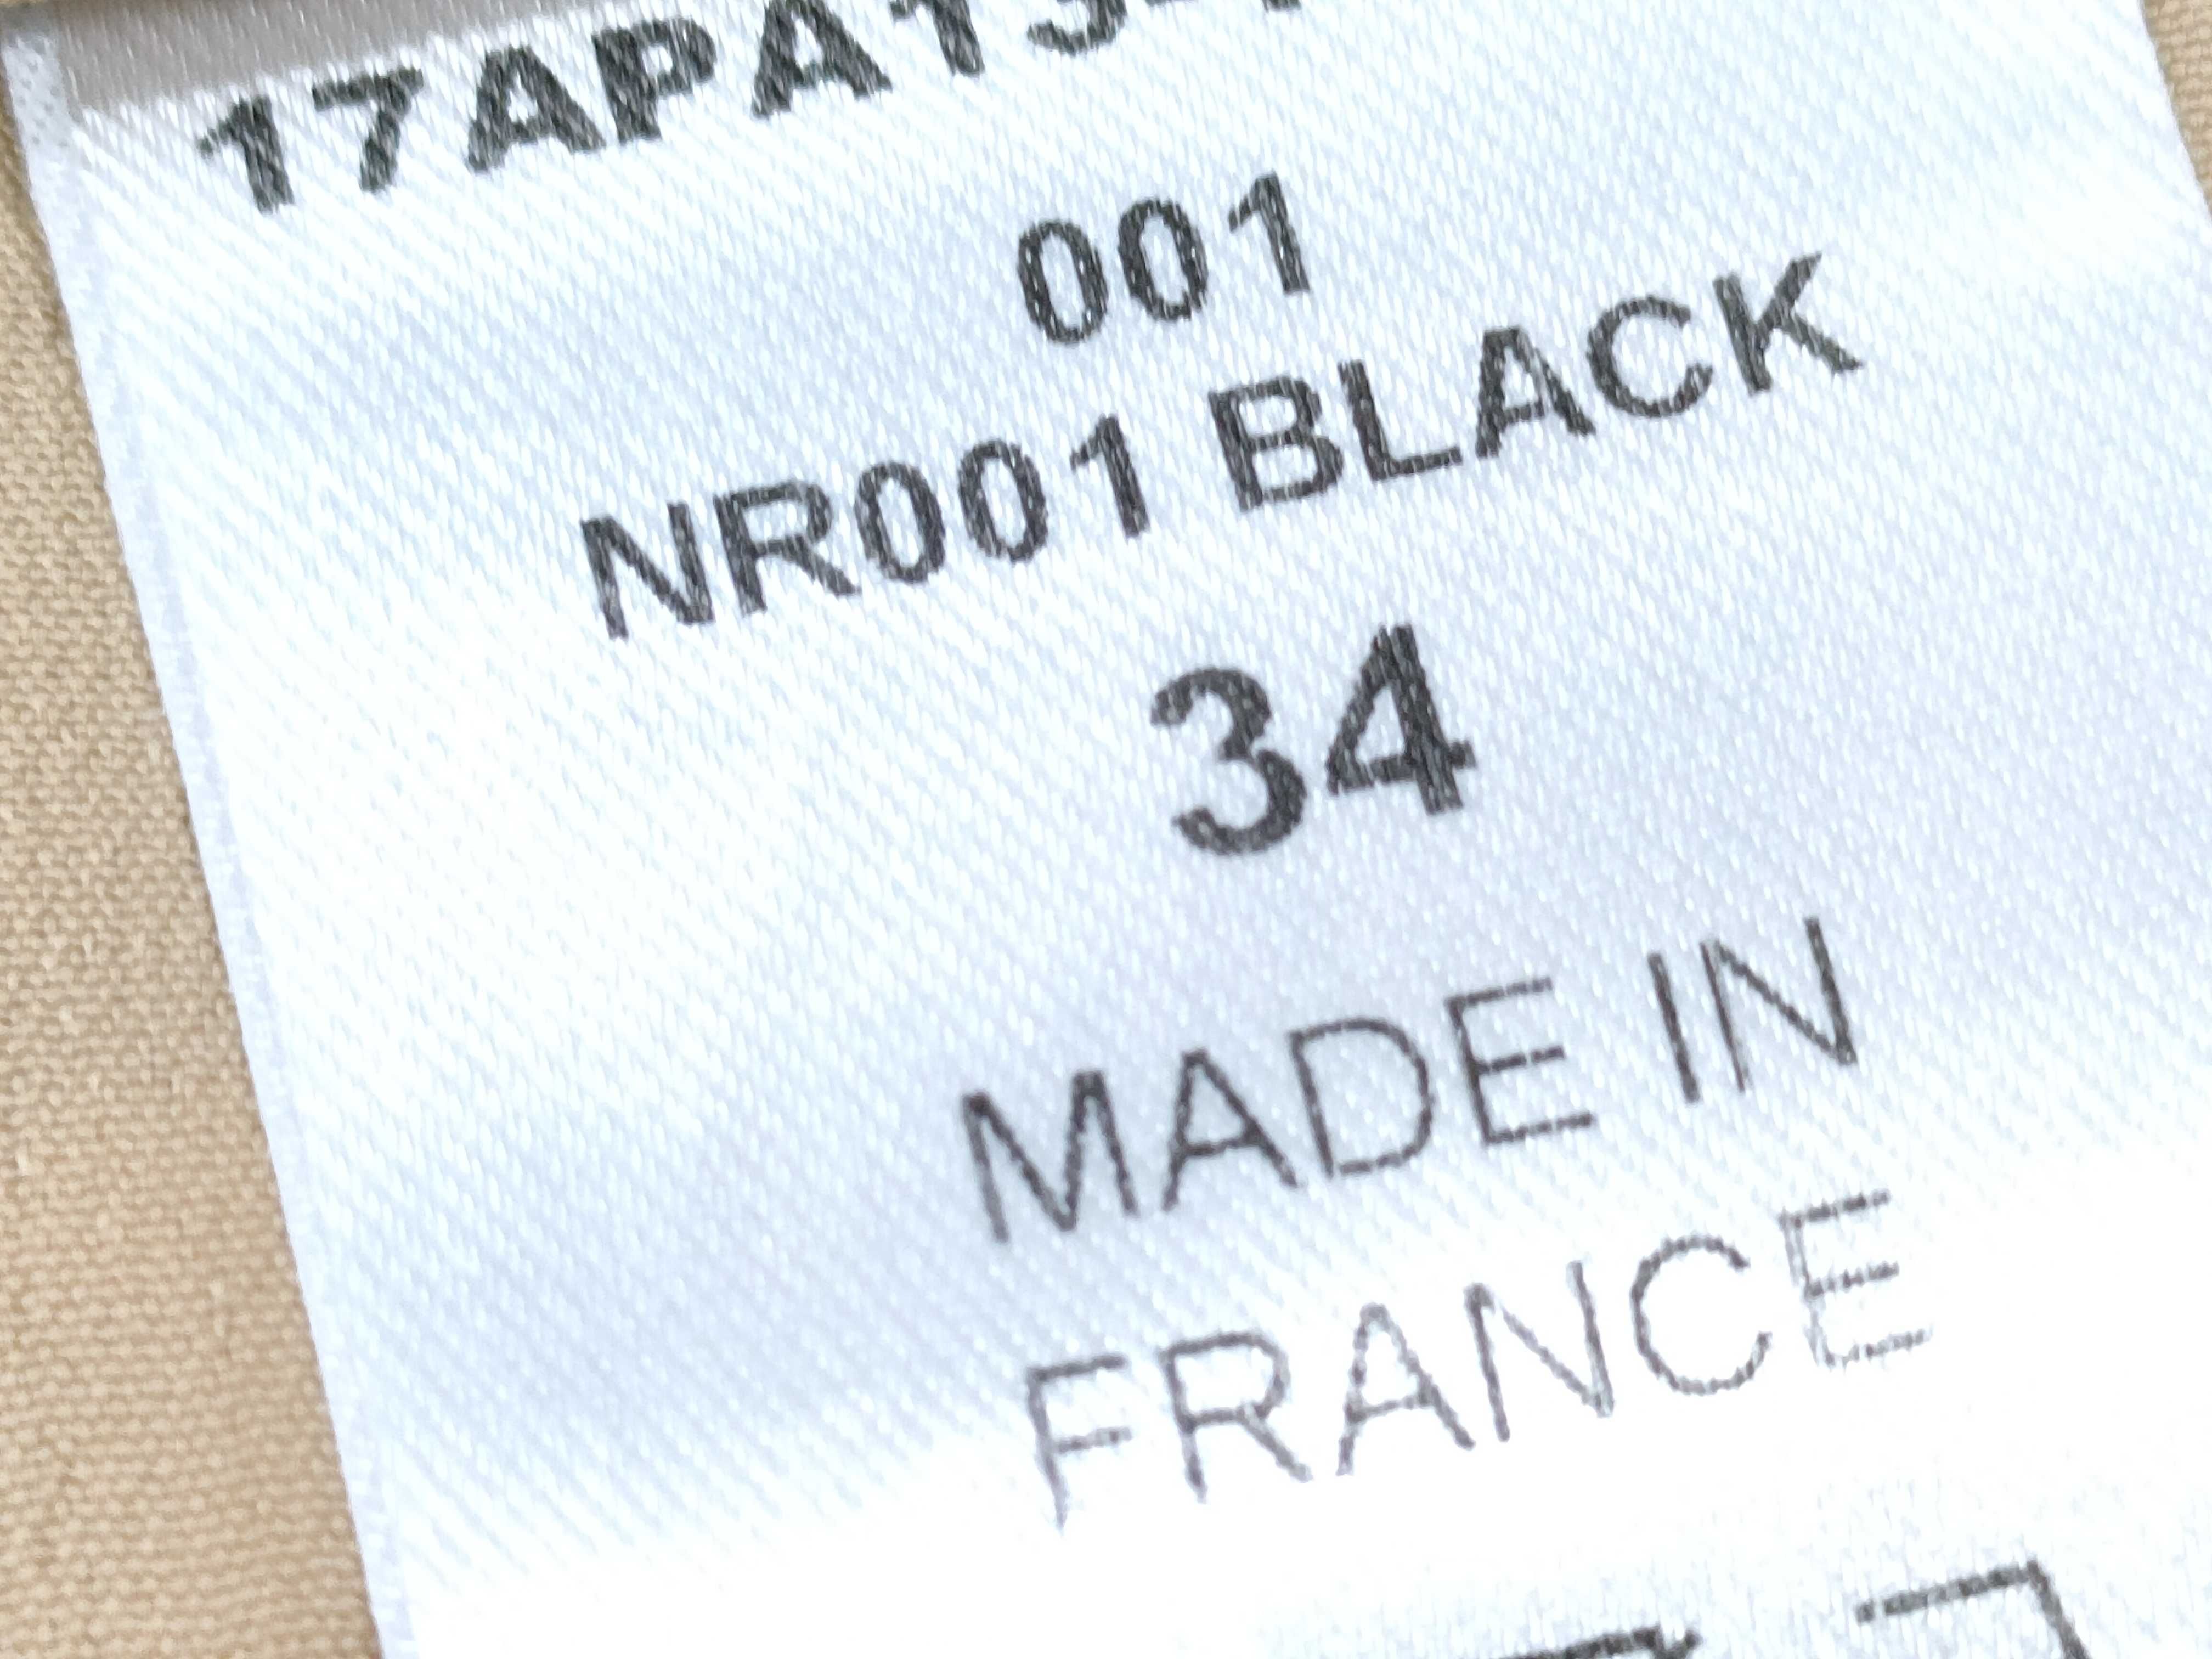 001
NR001 BLACK
34
MADE IN
FRANCE